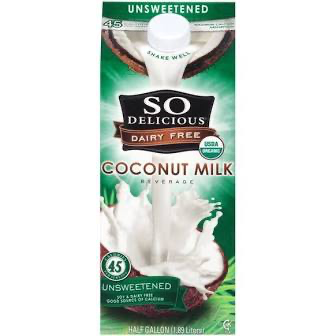 UNSWEETENED
45
SHAKE WELL
SO
DELICIOUS
DAIRY FREE
USDA
ORGANIC
COCONUT MILK
BEVERAGE
45
UNSWEETENED
SOY & DAIRY FREE
GOOD SOURCE OF CALCIUM
HALF GALLON (1.89 Liters)